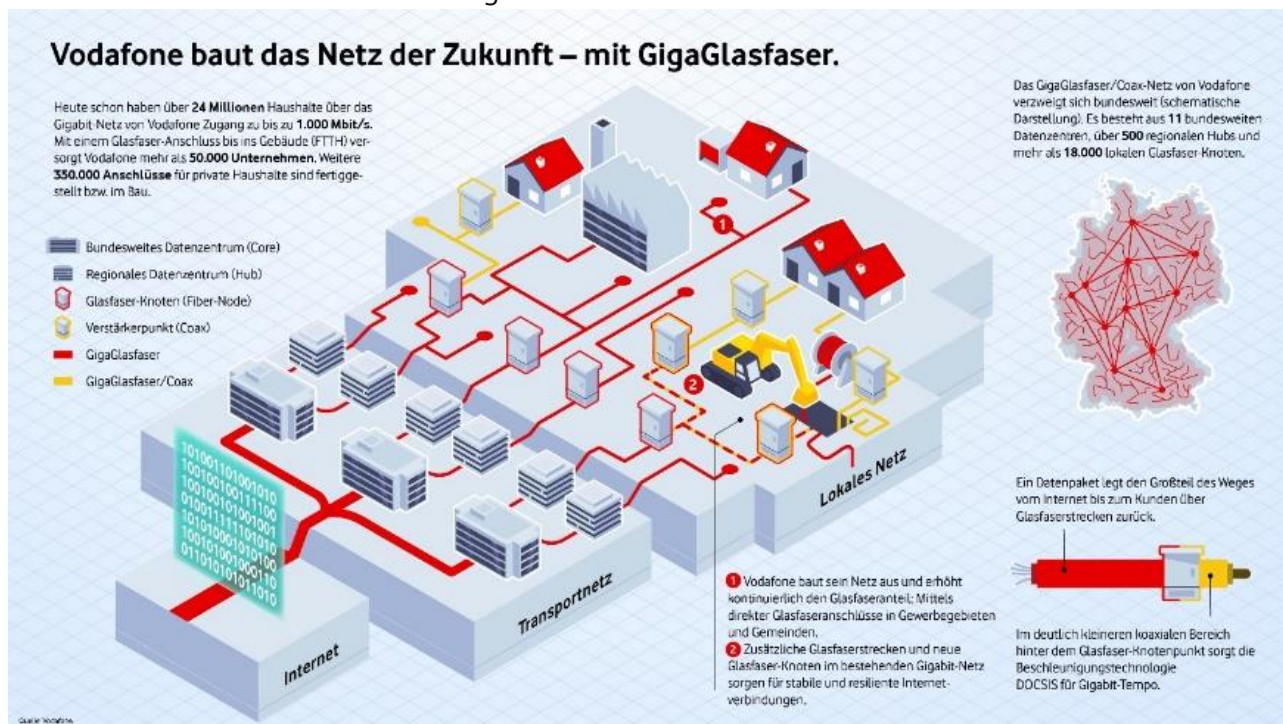 Vodafone baut das Netz der Zukunft – mit GigaGlasfaser.
Heute schon haben über 24 Millionen Haushalte über das
Gigabit-Netz von Vodafone Zugang zu bis zu 1.000 Mbit/s.
Mit einem Glasfaser-Anschluss bis ins Gebäude (FTTH) ver-
sorgt Vodafone mehr als 50.000 Unternehmen. Weitere
350.000 Anschlüsse für private Haushalte sind fertigge-
stellt bzw. im Bau.
Bundesweites Datenzentrum (Core)
Regionales Datenzentrum (Hub)
Glasfaser-Knoten (Fiber-Node)
Verstärkerpunkt (Coax)
GigaGlasfaser
GigaGlasfaser/Coax
Das GigaGlasfaser/Coax-Netz von Vodafone
verzweigt sich bundesweit (schematische
Darstellung). Es besteht aus 11 bundesweiten
Datenzentren, über 500 regionalen Hubs und
mehr als 18.000 lokalen Glasfaser-Knoten.
1
2
101001101001010
100100100111100
100100101001001
010011111101010
101010001010100
100101001000110
011010101011010
Internet
Transportnetz
Lokales Netz
1 Vodafone baut sein Netz aus und erhöht
kontinuierlich den Glasfaseranteil; Mittels
direkter Glasfaseranschlüsse in Gewerbegebieten
und Gemeinden.
2 Zusätzliche Glasfaserstrecken und neue
Glasfaser-Knoten im bestehenden Gigabit-Netz
sorgen für stabile und resiliente Internet-
verbindungen.
Ein Datenpaket legt den Großteil des Weges
vom Internet bis zum Kunden über
Glasfaserstrecken zurück.
Im deutlich kleineren koaxialen Bereich
hinter dem Glasfaser-Knotenpunkt sorgt die
Beschleunigungstechnologie
DOCSIS für Gigabit-Tempo.
Quelle: Vodafone.